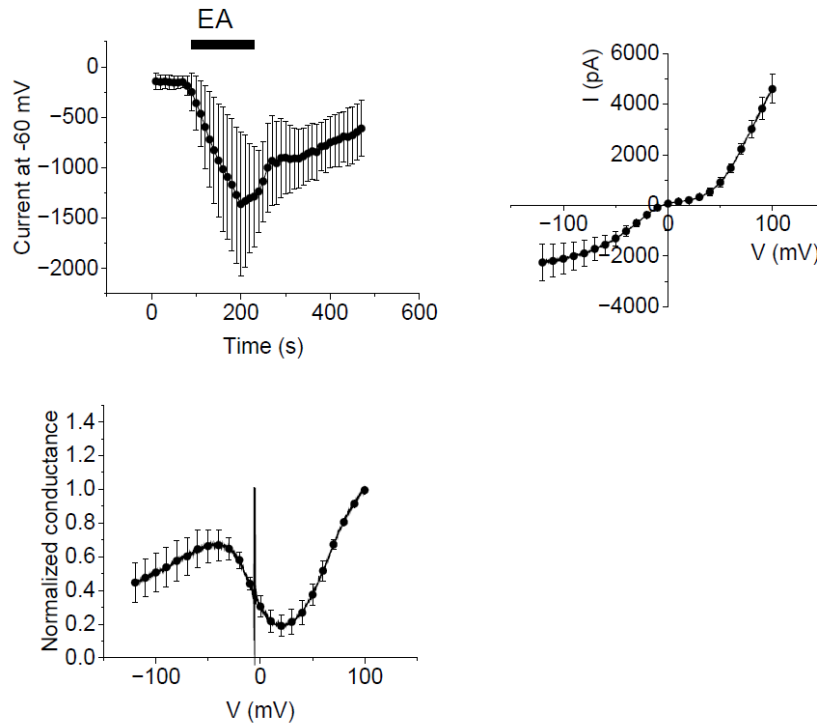 EA
0
−500
−1000
−1500
−2000
Current at -60 mV
0 200 400 600
Time (s)
I (pA)
6000
4000
2000
0
−2000
−4000
−100 0 100
V (mV)
Normalized conductance
1.4
1.2
1.0
0.8
0.6
0.4
0.2
0.0
−100 0 100
V (mV)